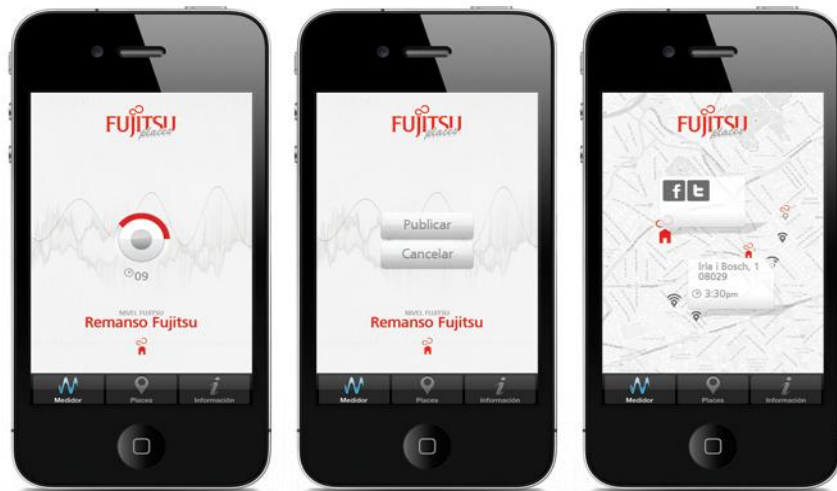 FUJITSU
places
09
NIVEL FUJITSU
Remanso Fujitsu
Medidor
Places
Información
FUJITSU
places
Publicar
Cancelar
NIVEL FUJITSU
Remanso Fujitsu
Medidor
Places
Información
FUJITSU
places
Irla i Bosch, 1
08029
3:30pm
Medidor
Places
Información